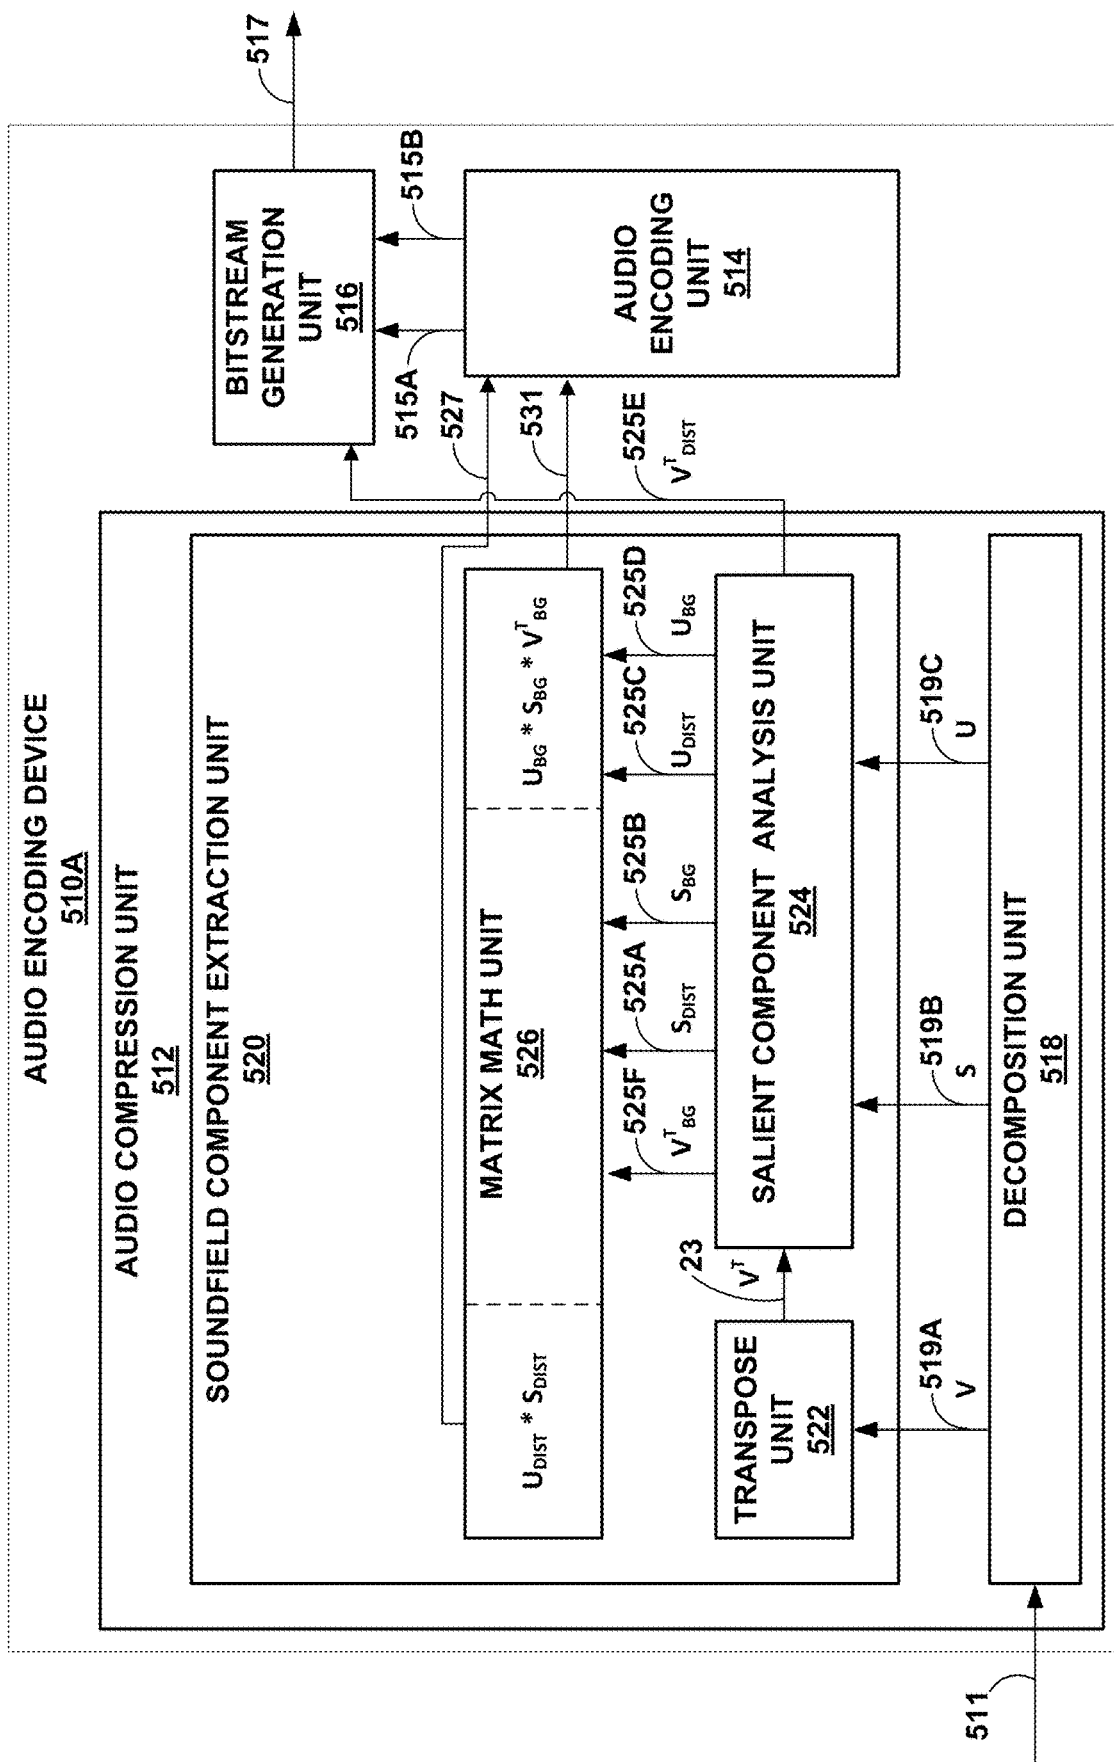 AUDIO ENCODING DEVICE
510A
AUDIO COMPRESSION UNIT
512
SOUNDFIELD COMPONENT EXTRACTION UNIT
520
U_DIST * S_DIST
MATRIX MATH UNIT
526
U_BG * S_BG * V^T_BG
525F
V^T_BG
525A
S_DIST
525B
S_BG
525C
U_DIST
525D
U_BG
525E
V^T_DIST
TRANSPOSE
UNIT
522
23
V^T
SALIENT COMPONENT ANALYSIS UNIT
524
519A
V
519B
S
519C
U
DECOMPOSITION UNIT
518
511
BITSTREAM
GENERATION
UNIT
516
517
515A
515B
527
531
AUDIO
ENCODING
UNIT
514